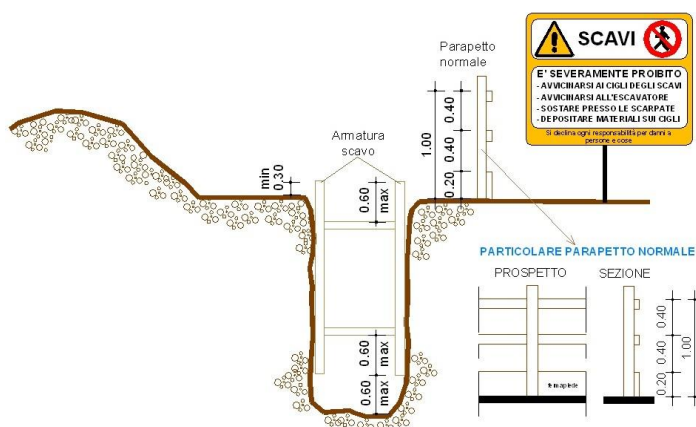 SCAVI
E' SEVERAMENTE PROIBITO
- AVVICINARSI AI CIGLI DEGLI SCAVI
- AVVICINARSI ALL'ESCAVATORE
- SOSTARE PRESSO LE SCARPATE
- DEPOSITARE MATERIALI SUI CIGLI
Si declina ogni responsabilità per danni a
persone e cose
Parapetto
normale
0.40
1.00
0.40
0.20
Armatura
scavo
min
0.30
0.60
max
0.60
max
0.60
max
PARTICOLARE PARAPETTO NORMALE
PROSPETTO
SEZIONE
0.40
0.40
1.00
0.20